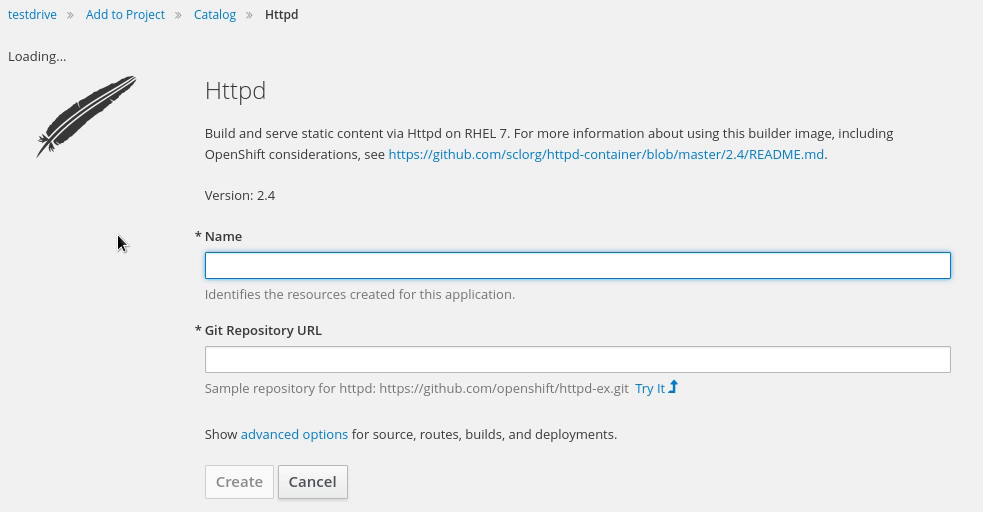 testdrive » Add to Project » Catalog » Httpd
Loading...
Httpd
Build and serve static content via Httpd on RHEL 7. For more information about using this builder image, including
OpenShift considerations, see https://github.com/sclorg/httpd-container/blob/master/2.4/README.md.
Version: 2.4
* Name
Identifies the resources created for this application.
* Git Repository URL
Sample repository for httpd: https://github.com/openshift/httpd-ex.git Try It
Show advanced options for source, routes, builds, and deployments.
Create Cancel